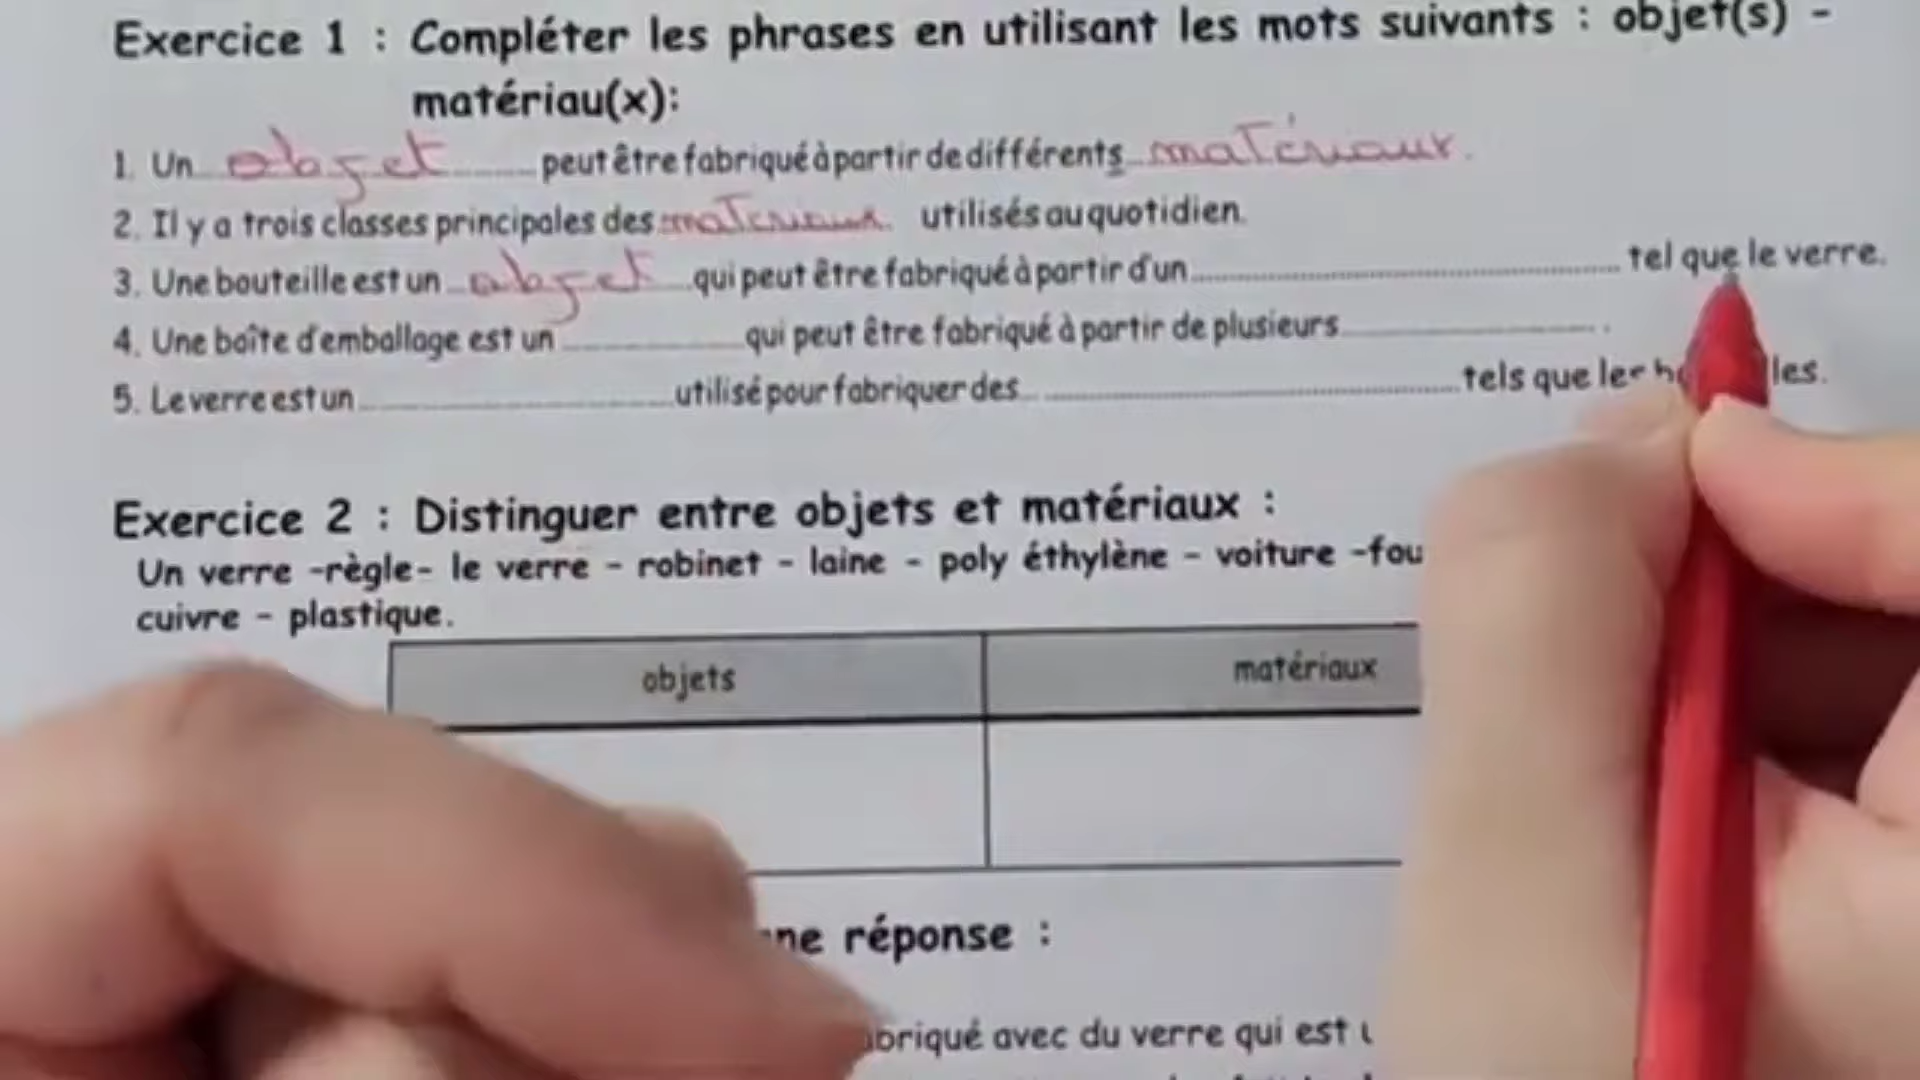 Exercice 1 : Compléter les phrases en utilisant les mots suivants : objet(s) -
matériau(x):
1. Un objet peut être fabriqué à partir de différents matériaux.
2. Il y a trois classes principales des matériaux utilisés au quotidien.
3. Une bouteille est un objet qui peut être fabriqué à partir d'un........ tel que le verre.
4. Une boîte d'emballage est un ........ qui peut être fabriqué à partir de plusieurs........ .
5. Le verre est un ........ utilisé pour fabriquer des........ tels que les les.
Exercice 2 : Distinguer entre objets et matériaux :
Un verre -règle- le verre - robinet - laine - poly éthylène - voiture -fou
cuivre - plastique.
objets matériaux
ne réponse :
briqué avec du verre qui est